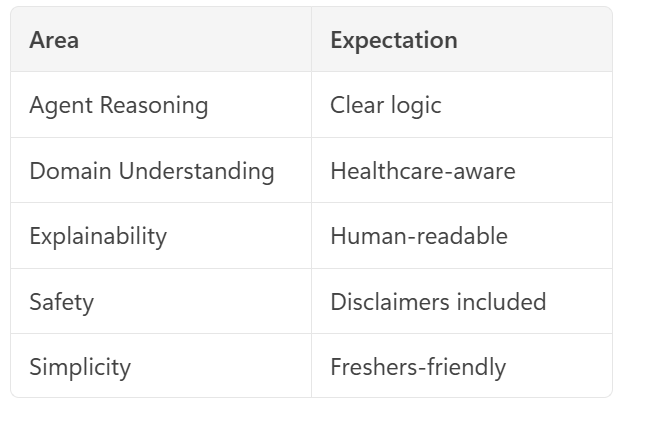 Area Expectation
Agent Reasoning Clear logic
Domain Understanding Healthcare-aware
Explainability Human-readable
Safety Disclaimers included
Simplicity Freshers-friendly